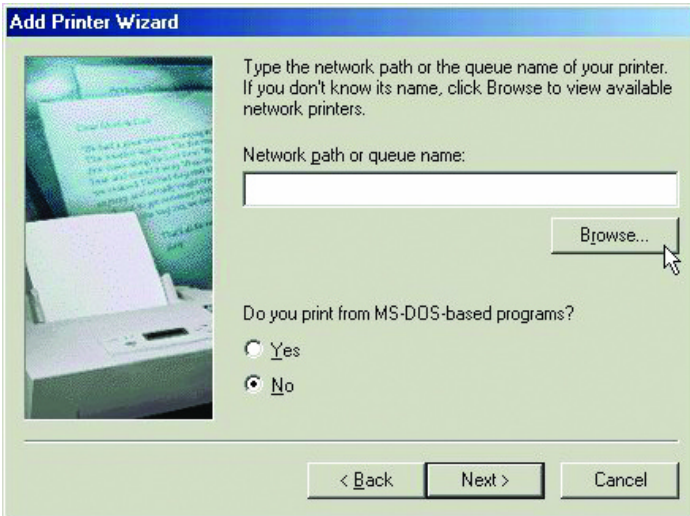 Add Printer Wizard
Type the network path or the queue name of your printer.
If you don't know its name, click Browse to view available
network printers.
Network path or queue name:
Browse...
Do you print from MS-DOS-based programs?
Yes
No
< Back
Next >
Cancel